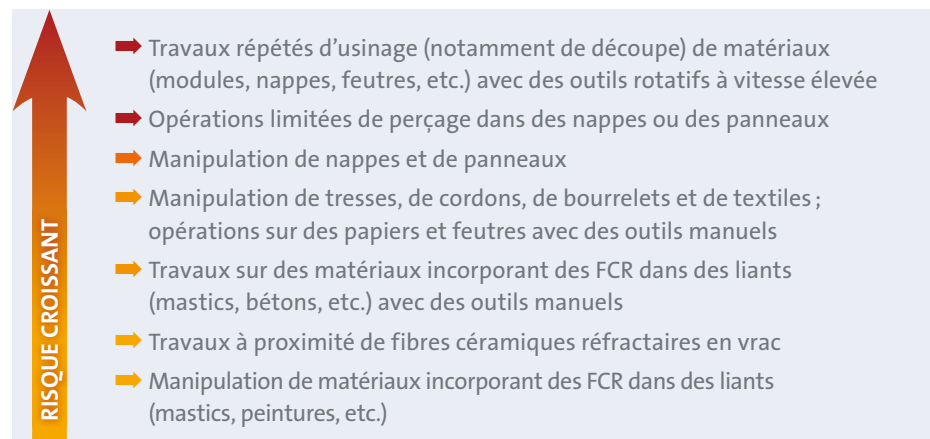 Travaux répétés d’usinage (notamment de découpe) de matériaux
(modules, nappes, feutres, etc.) avec des outils rotatifs à vitesse élevée
Opérations limitées de perçage dans des nappes ou des panneaux
Manipulation de nappes et de panneaux
Manipulation de tresses, de cordons, de bourrelets et de textiles ;
opérations sur des papiers et feutres avec des outils manuels
Travaux sur des matériaux incorporant des FCR dans des liants
(mastics, bétons, etc.) avec des outils manuels
Travaux à proximité de fibres céramiques réfractaires en vrac
Manipulation de matériaux incorporant des FCR dans des liants
(mastics, peintures, etc.)
RISQUE CROISSANT